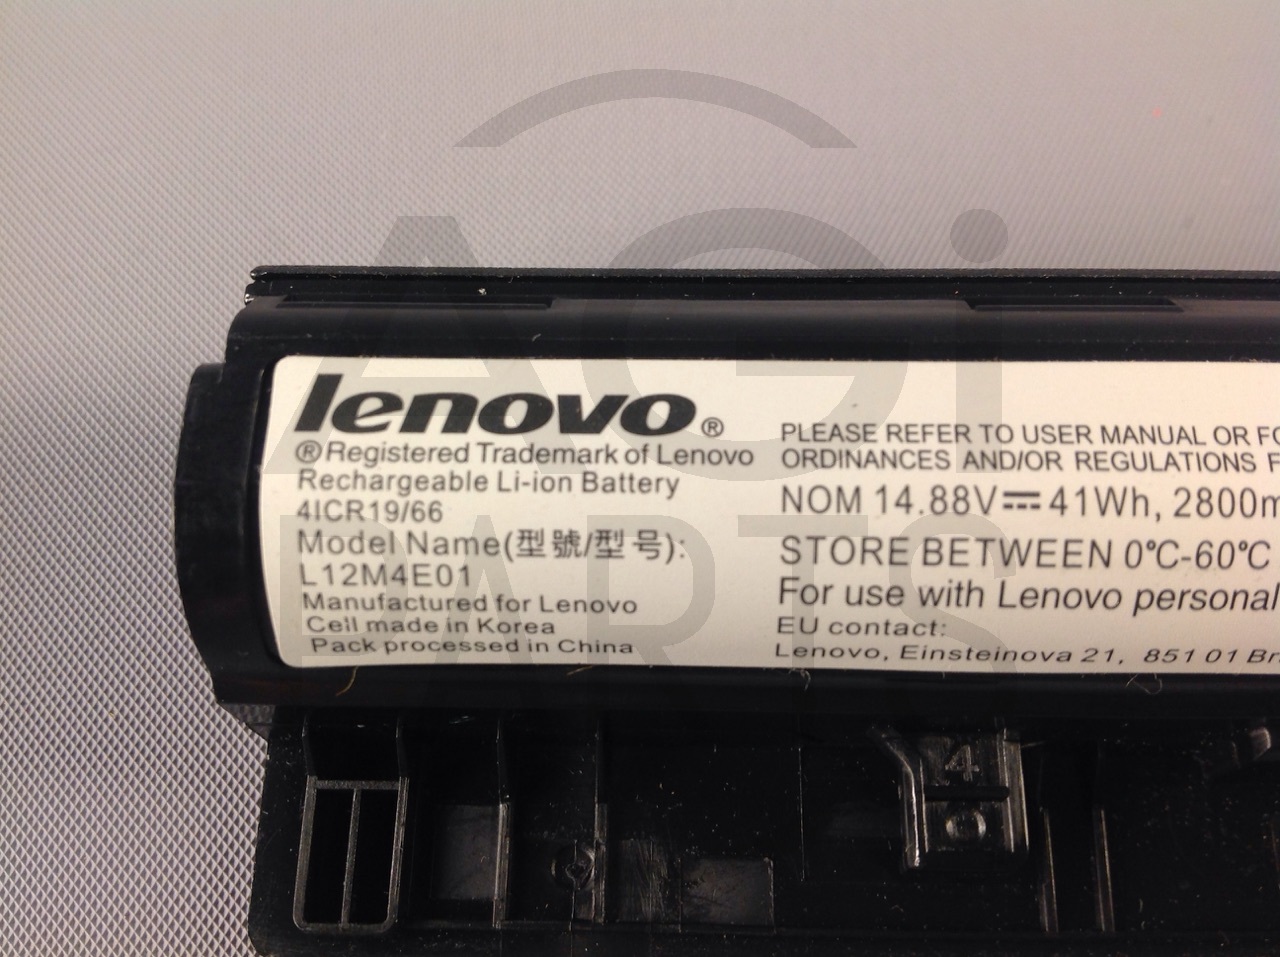 AGi
PARTS
lenovo®
®Registered Trademark of Lenovo
Rechargeable Li-ion Battery
4ICR19/66
Model Name(型號/型号):
L12M4E01
Manufactured for Lenovo
Cell made in Korea
Pack processed in China
PLEASE REFER TO USER MANUAL OR FO
ORDINANCES AND/OR REGULATIONS F
NOM 14.88V⎓41Wh, 2800m
STORE BETWEEN 0℃-60℃
For use with Lenovo personal
EU contact:
Lenovo, Einsteinova 21, 851 01 Br
4